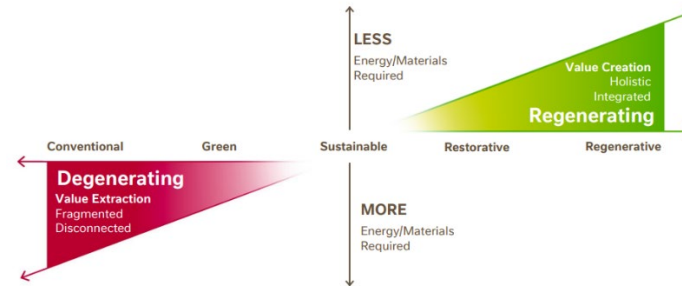 LESS
Energy/Materials
Required
Value Creation
Holistic
Integrated
Regenerating
Conventional Green Sustainable Restorative Regenerative
Degenerating
Value Extraction
Fragmented
Disconnected
MORE
Energy/Materials
Required